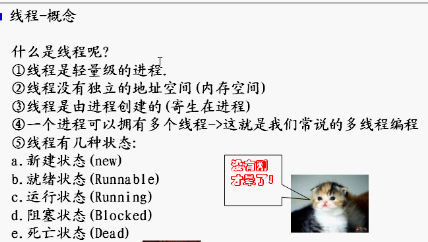 线程-概念
什么是线程呢?
①线程是轻量级的进程.
②线程没有独立的地址空间(内存空间)
③线程是由进程创建的(寄生在进程)
④一个进程可以拥有多个线程->这就是我们常说的多线程编程
⑤线程有几种状态:
a.新建状态(new)
b.就绪状态(Runnable)
c.运行状态(Running)
d.阻塞状态(Blocked)
e.死亡状态(Dead)